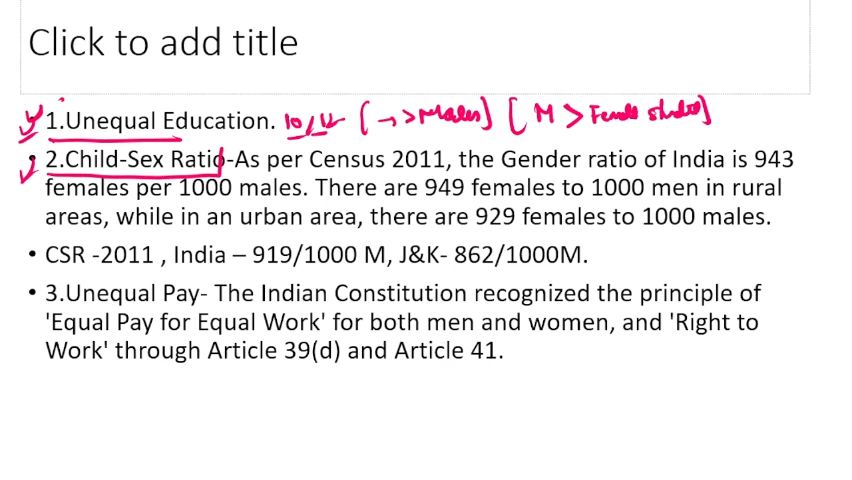 Click to add title
1.Unequal Education. 10/12 [→ > Males] [M > Female students]
• 2.Child-Sex Ratio-As per Census 2011, the Gender ratio of India is 943
females per 1000 males. There are 949 females to 1000 men in rural
areas, while in an urban area, there are 929 females to 1000 males.
• CSR -2011 , India – 919/1000 M, J&K- 862/1000M.
• 3.Unequal Pay- The Indian Constitution recognized the principle of
'Equal Pay for Equal Work' for both men and women, and 'Right to
Work' through Article 39(d) and Article 41.